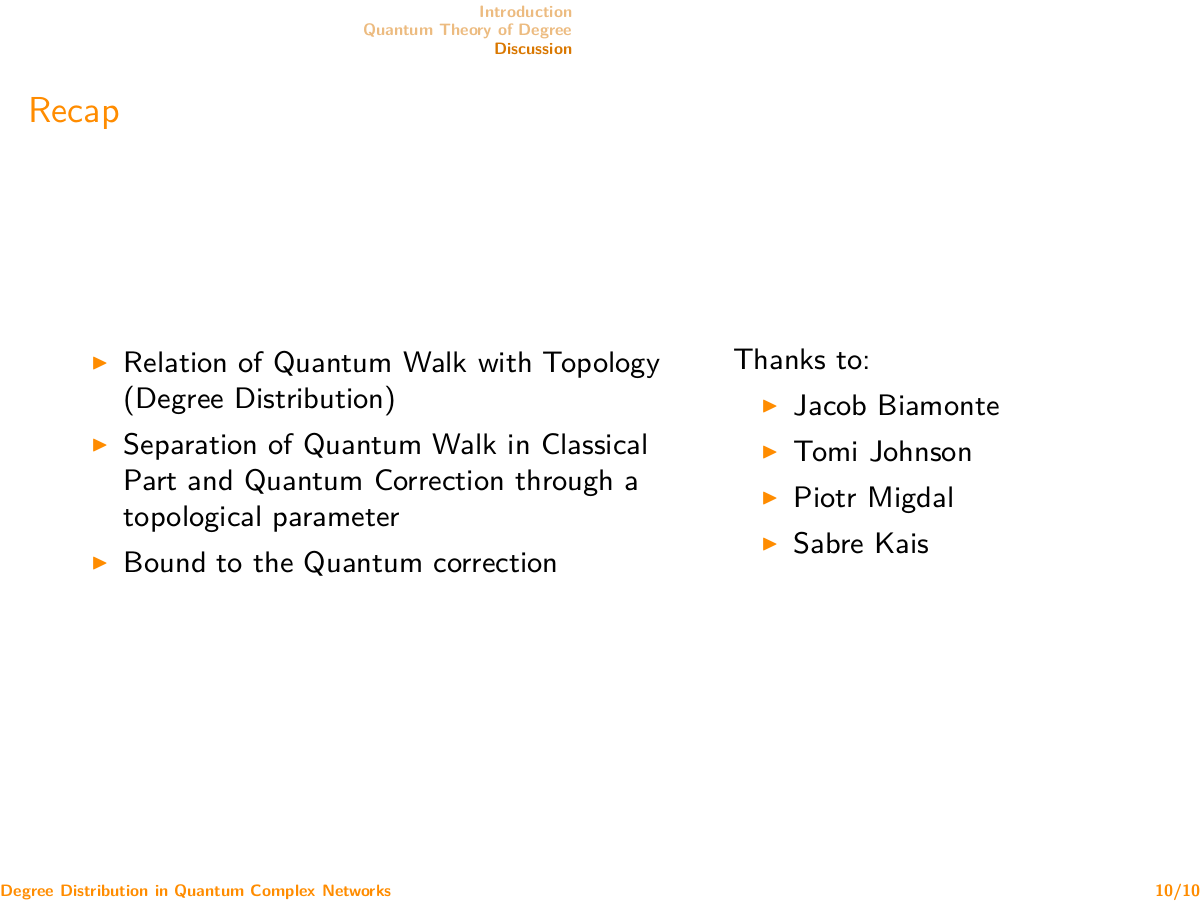 Introduction
Quantum Theory of Degree
Discussion
Recap
Relation of Quantum Walk with Topology
(Degree Distribution)
Separation of Quantum Walk in Classical
Part and Quantum Correction through a
topological parameter
Bound to the Quantum correction
Thanks to:
Jacob Biamonte
Tomi Johnson
Piotr Migdal
Sabre Kais
Degree Distribution in Quantum Complex Networks
10/10